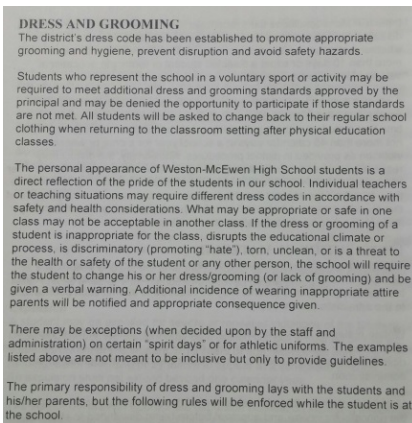 DRESS AND GROOMING
The district's dress code has been established to promote appropriate
grooming and hygiene, prevent disruption and avoid safety hazards.
Students who represent the school in a voluntary sport or activity may be
required to meet additional dress and grooming standards approved by the
principal and may be denied the opportunity to participate if those standards
are not met. All students will be asked to change back to their regular school
clothing when returning to the classroom setting after physical education
classes.
The personal appearance of Weston-McEwen High School students is a
direct reflection of the pride of the students in our school. Individual teachers
or teaching situations may require different dress codes in accordance with
safety and health considerations. What may be appropriate or safe in one
class may not be acceptable in another class. If the dress or grooming of a
student is inappropriate for the class, disrupts the educational climate or
process, is discriminatory (promoting "hate"), torn, unclean, or is a threat to
the health or safety of the student or any other person, the school will require
the student to change his or her dress/grooming (or lack of grooming) and be
given a verbal warning. Additional incidence of wearing inappropriate attire
parents will be notified and appropriate consequence given.
There may be exceptions (when decided upon by the staff and
administration) on certain "spirit days" or for athletic uniforms. The examples
listed above are not meant to be inclusive but only to provide guidelines.
The primary responsibility of dress and grooming lays with the students and
his/her parents, but the following rules will be enforced while the student is at
the school.